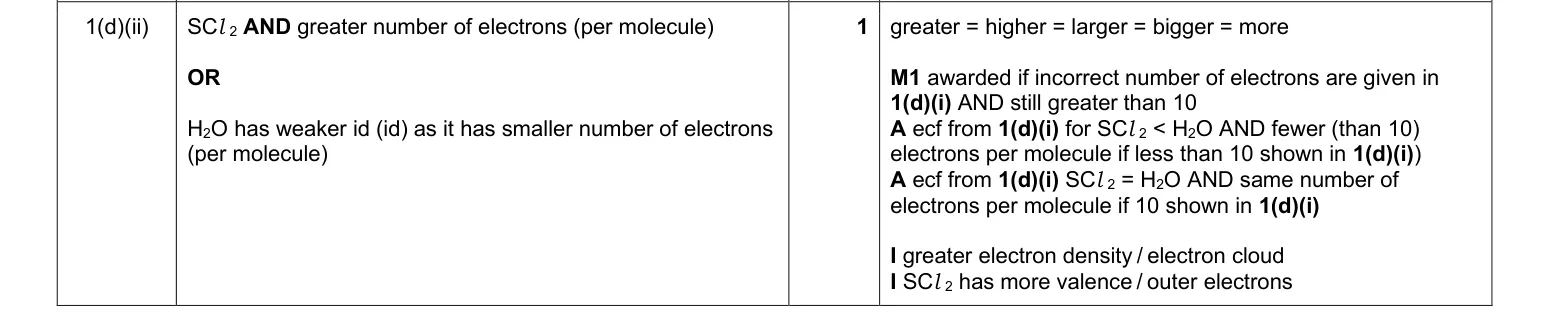 1(d)(ii)
SCl₂ AND greater number of electrons (per molecule)
OR
H₂O has weaker id (id) as it has smaller number of electrons
(per molecule)
1
greater = higher = larger = bigger = more
M1 awarded if incorrect number of electrons are given in
1(d)(i) AND still greater than 10
A ecf from 1(d)(i) for SCl₂ < H₂O AND fewer (than 10)
electrons per molecule if less than 10 shown in 1(d)(i))
A ecf from 1(d)(i) SCl₂ = H₂O AND same number of
electrons per molecule if 10 shown in 1(d)(i)
I greater electron density / electron cloud
I SCl₂ has more valence / outer electrons